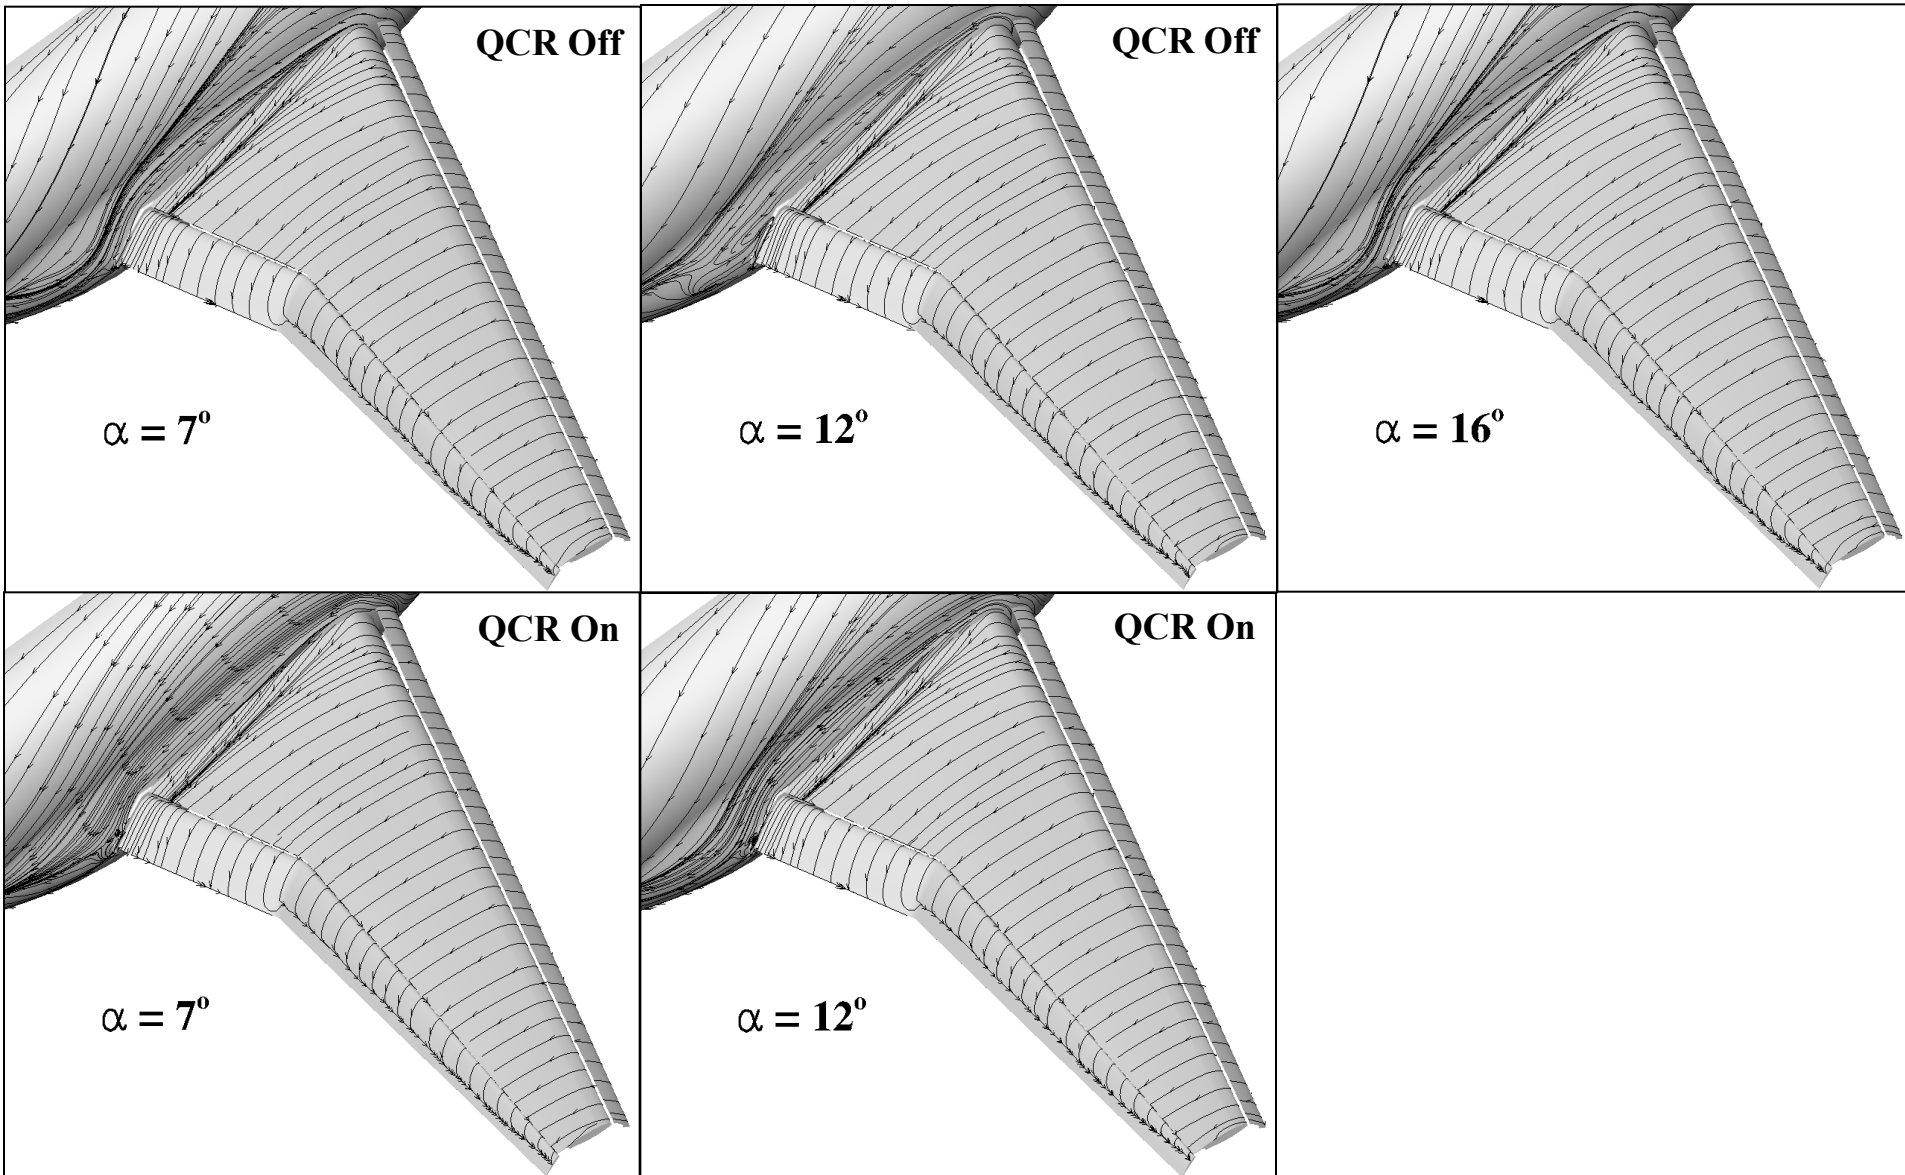 QCR Off
QCR Off
α = 7°
α = 12°
α = 16°
QCR On
QCR On
α = 7°
α = 12°